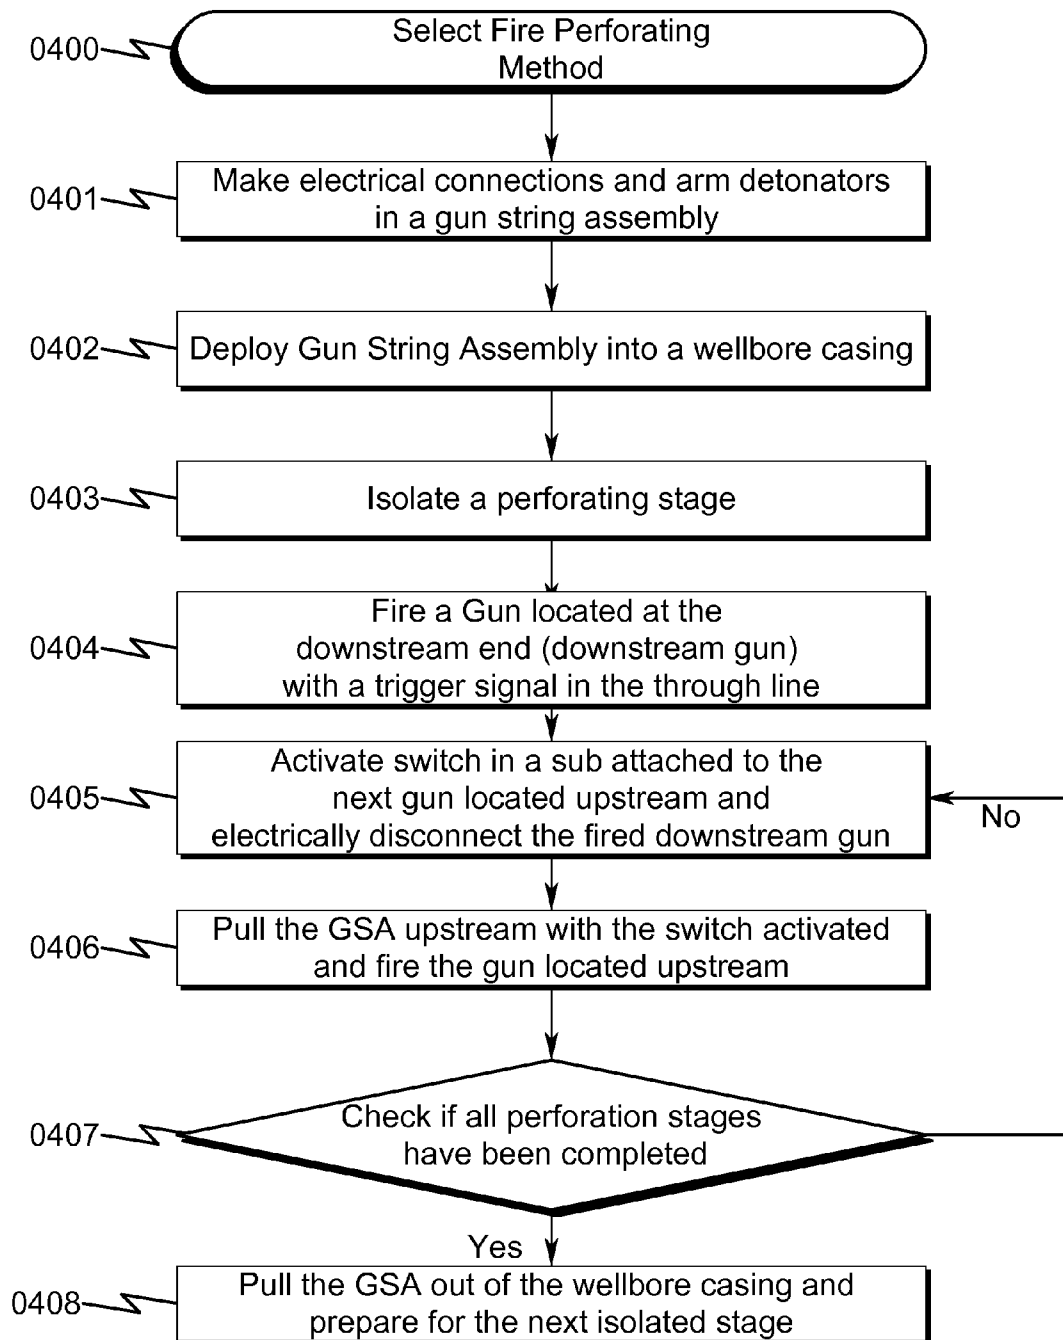 0400
Select Fire Perforating
Method
0401
Make electrical connections and arm detonators
in a gun string assembly
0402
Deploy Gun String Assembly into a wellbore casing
0403
Isolate a perforating stage
0404
Fire a Gun located at the
downstream end (downstream gun)
with a trigger signal in the through line
0405
Activate switch in a sub attached to the
next gun located upstream and
electrically disconnect the fired downstream gun
No
0406
Pull the GSA upstream with the switch activated
and fire the gun located upstream
0407
Check if all perforation stages
have been completed
Yes
0408
Pull the GSA out of the wellbore casing and
prepare for the next isolated stage